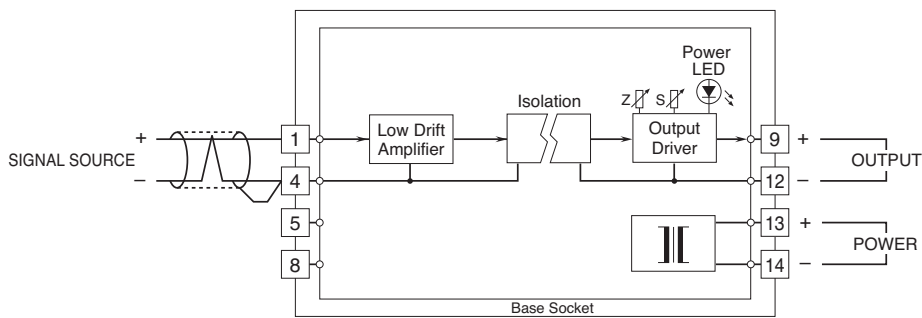 Power
LED
Isolation
Z
S
+
SIGNAL SOURCE
–
1
4
5
8
Low Drift
Amplifier
Output
Driver
9
12
13
14
+
OUTPUT
–
+
POWER
–
Base Socket